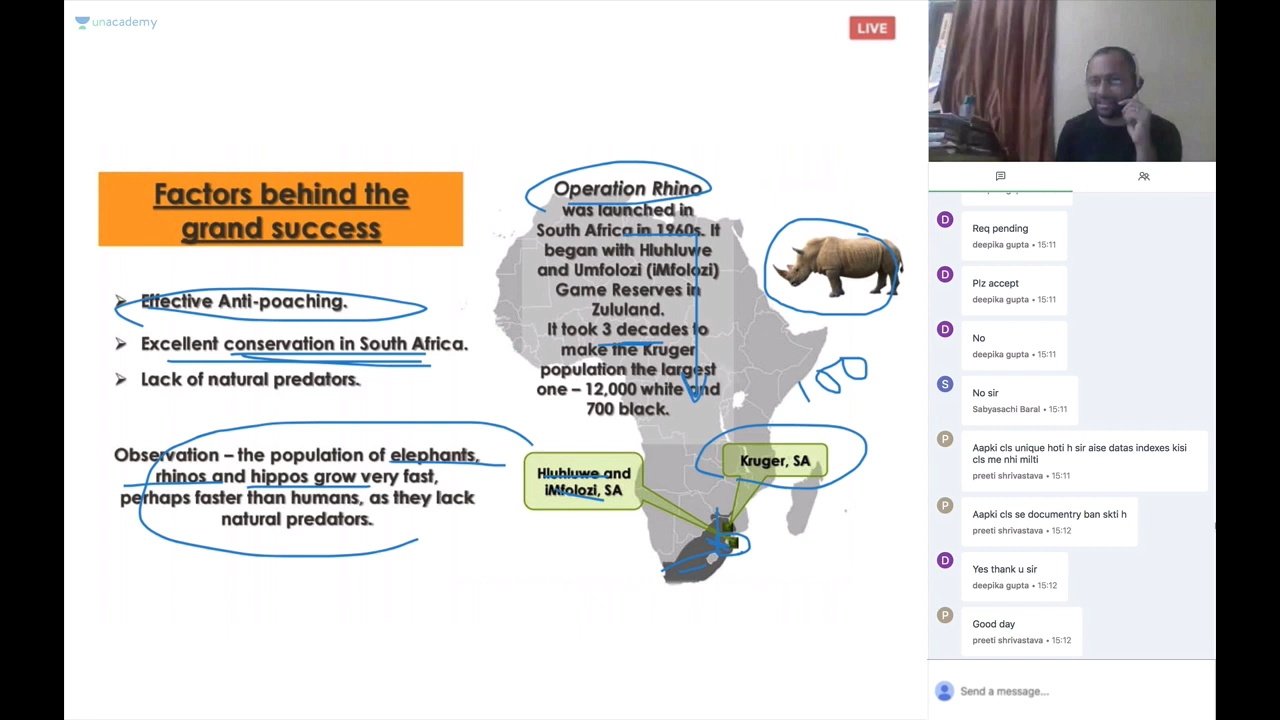 unacademy
LIVE
Factors behind the
grand success
Effective Anti-poaching.
Excellent conservation in South Africa.
Lack of natural predators.
Observation – the population of elephants,
rhinos and hippos grow very fast,
perhaps faster than humans, as they lack
natural predators.
Operation Rhino
was launched in
South Africa in 1960s. It
began with Hluhluwe
and Umfolozi (iMfolozi)
Game Reserves in
Zululand.
It took 3 decades to
make the Kruger
population the largest
one – 12,000 white and
700 black.
100
Hluhluwe and
iMfolozi, SA
Kruger, SA
D
Req pending
deepika gupta • 15:11
D
Plz accept
deepika gupta • 15:11
D
No
deepika gupta • 15:11
S
No sir
Sabyasachi Baral • 15:11
P
Aapki cls unique hoti h sir aise datas indexes kisi
cls me nhi milti
preeti shrivastava • 15:11
P
Aapki cls se documentry ban skti h
preeti shrivastava • 15:12
D
Yes thank u sir
deepika gupta • 15:12
P
Good day
preeti shrivastava • 15:12
Send a message...